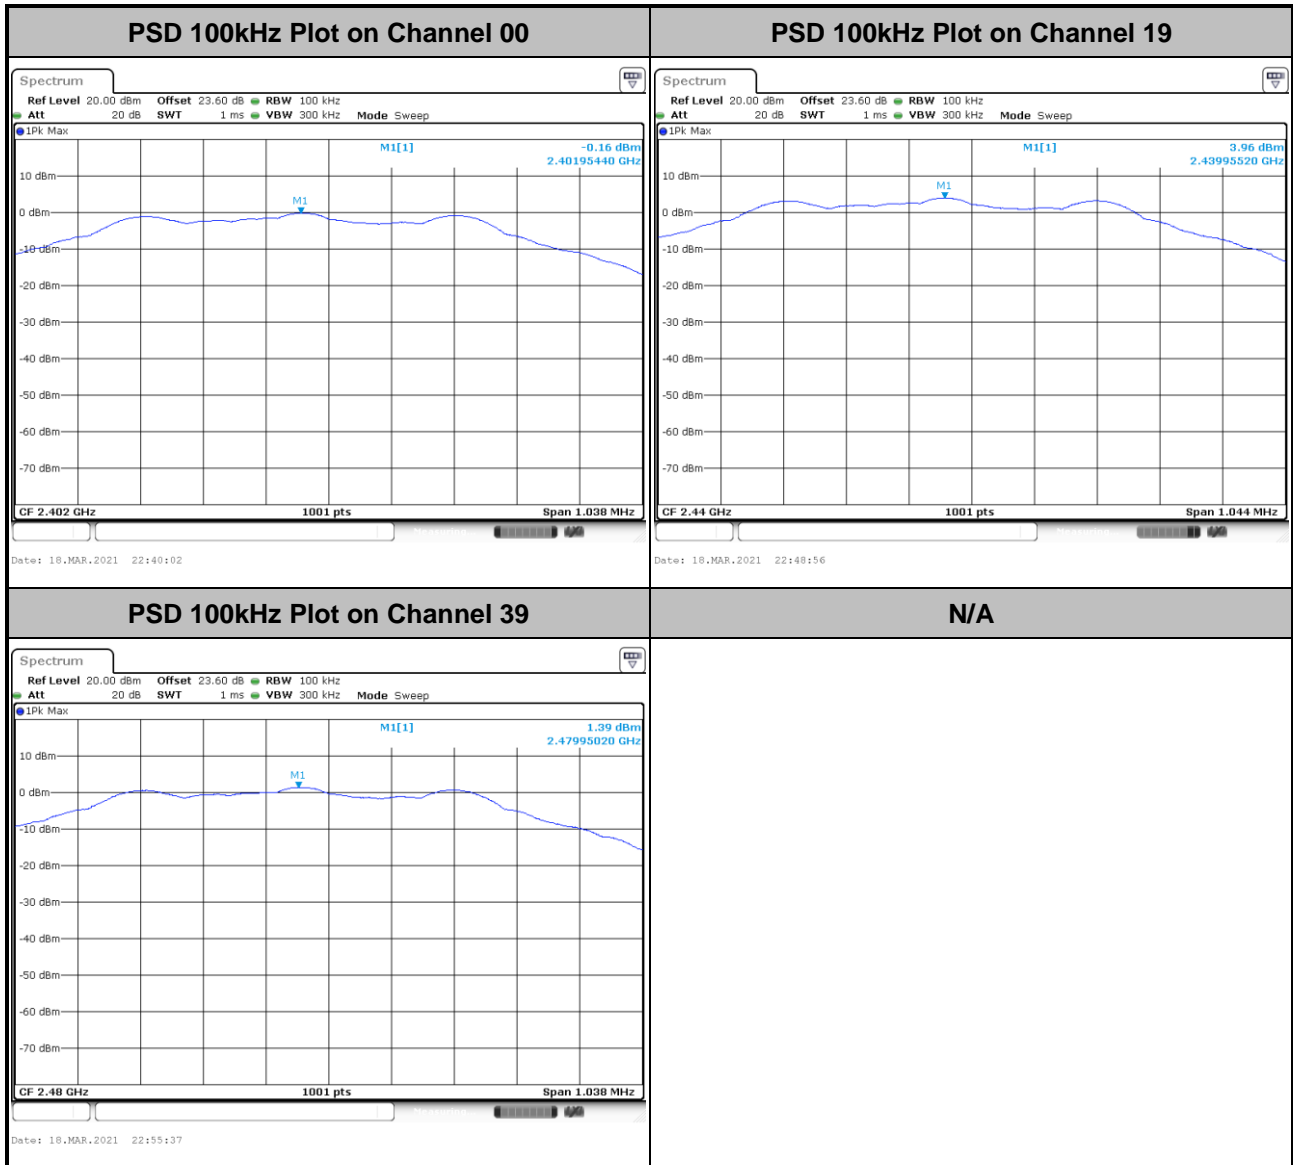 PSD 100kHz Plot on Channel 00
PSD 100kHz Plot on Channel 19
Spectrum
Ref Level 20.00 dBm Offset 23.60 dB RBW 100 kHz
Att 20 dB SWT 1 ms VBW 300 kHz Mode Sweep
1Pk Max
M1[1] -0.16 dBm
2.40195440 GHz
M1
10 dBm
0 dBm
-10 dBm
-20 dBm
-30 dBm
-40 dBm
-50 dBm
-60 dBm
-70 dBm
CF 2.402 GHz 1001 pts Span 1.038 MHz
Date: 18.MAR.2021 22:40:02
Spectrum
Ref Level 20.00 dBm Offset 23.60 dB RBW 100 kHz
Att 20 dB SWT 1 ms VBW 300 kHz Mode Sweep
1Pk Max
M1[1] 3.96 dBm
2.43995520 GHz
10 dBm
M1
0 dBm
-10 dBm
-20 dBm
-30 dBm
-40 dBm
-50 dBm
-60 dBm
-70 dBm
CF 2.44 GHz 1001 pts Span 1.044 MHz
Date: 18.MAR.2021 22:48:56
PSD 100kHz Plot on Channel 39
N/A
Spectrum
Ref Level 20.00 dBm Offset 23.60 dB RBW 100 kHz
Att 20 dB SWT 1 ms VBW 300 kHz Mode Sweep
1Pk Max
M1[1] 1.39 dBm
2.47995020 GHz
10 dBm
M1
0 dBm
-10 dBm
-20 dBm
-30 dBm
-40 dBm
-50 dBm
-60 dBm
-70 dBm
CF 2.48 GHz 1001 pts Span 1.038 MHz
Date: 18.MAR.2021 22:55:37